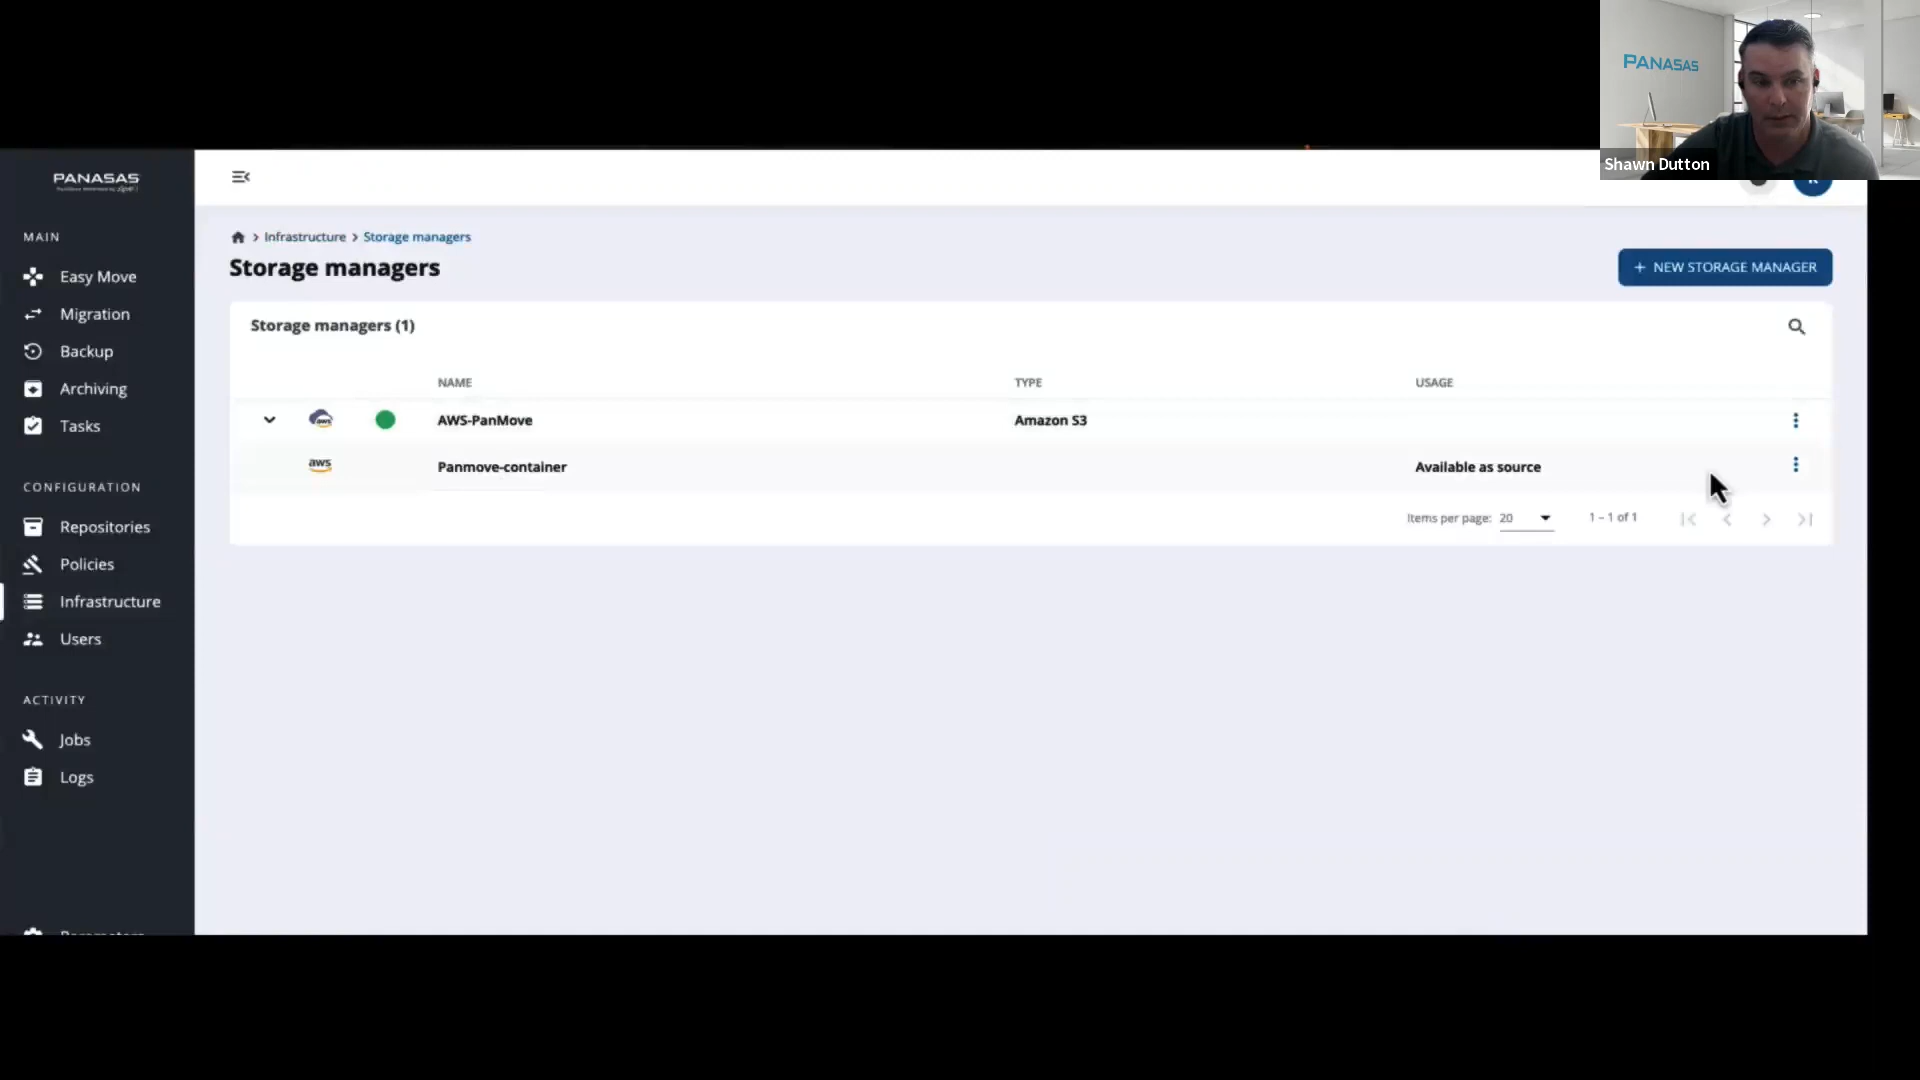 PANASAS
Shawn Dutton
PANASAS
MAIN
Easy Move
Migration
Backup
Archiving
Tasks
CONFIGURATION
Repositories
Policies
Infrastructure
Users
ACTIVITY
Jobs
Logs
Infrastructure > Storage managers
Storage managers
+ NEW STORAGE MANAGER
Storage managers (1)
NAME TYPE USAGE
aws AWS-PanMove Amazon S3
aws Panmove-container Available as source
Items per page: 20 1 – 1 of 1